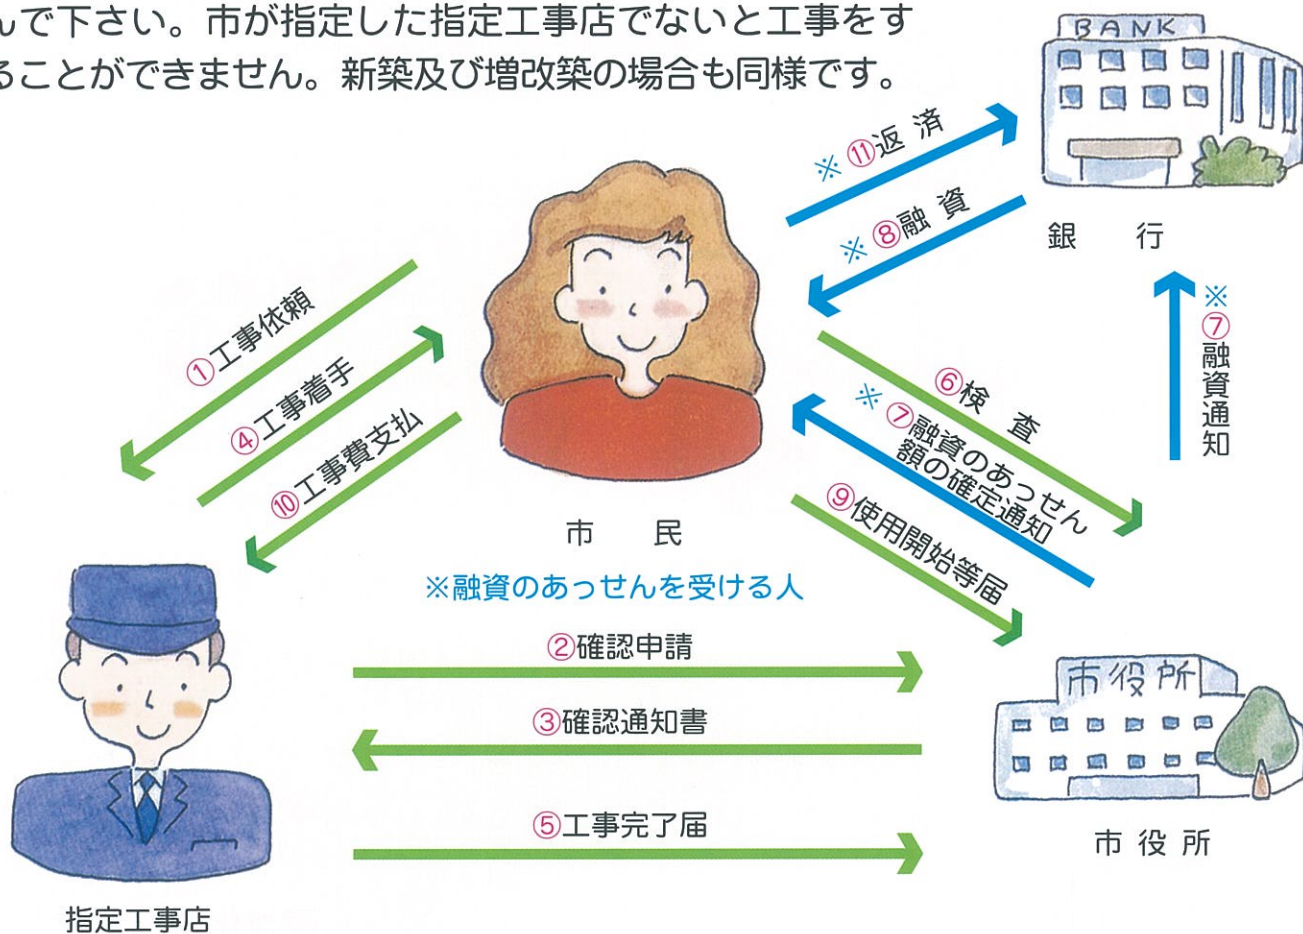 んで下さい。市が指定した指定工事店でないと工事をす
ることができません。新築及び増改築の場合も同様です。
BANK
銀行
※⑪返済
※⑧融資
※⑦融資通知
①工事依頼
④工事着手
⑩工事費支払
⑥検査
※⑦融資のあっせん
額の確定通知
⑨使用開始等届
市民
※融資のあっせんを受ける人
②確認申請
③確認通知書
⑤工事完了届
市役所
市役所
指定工事店